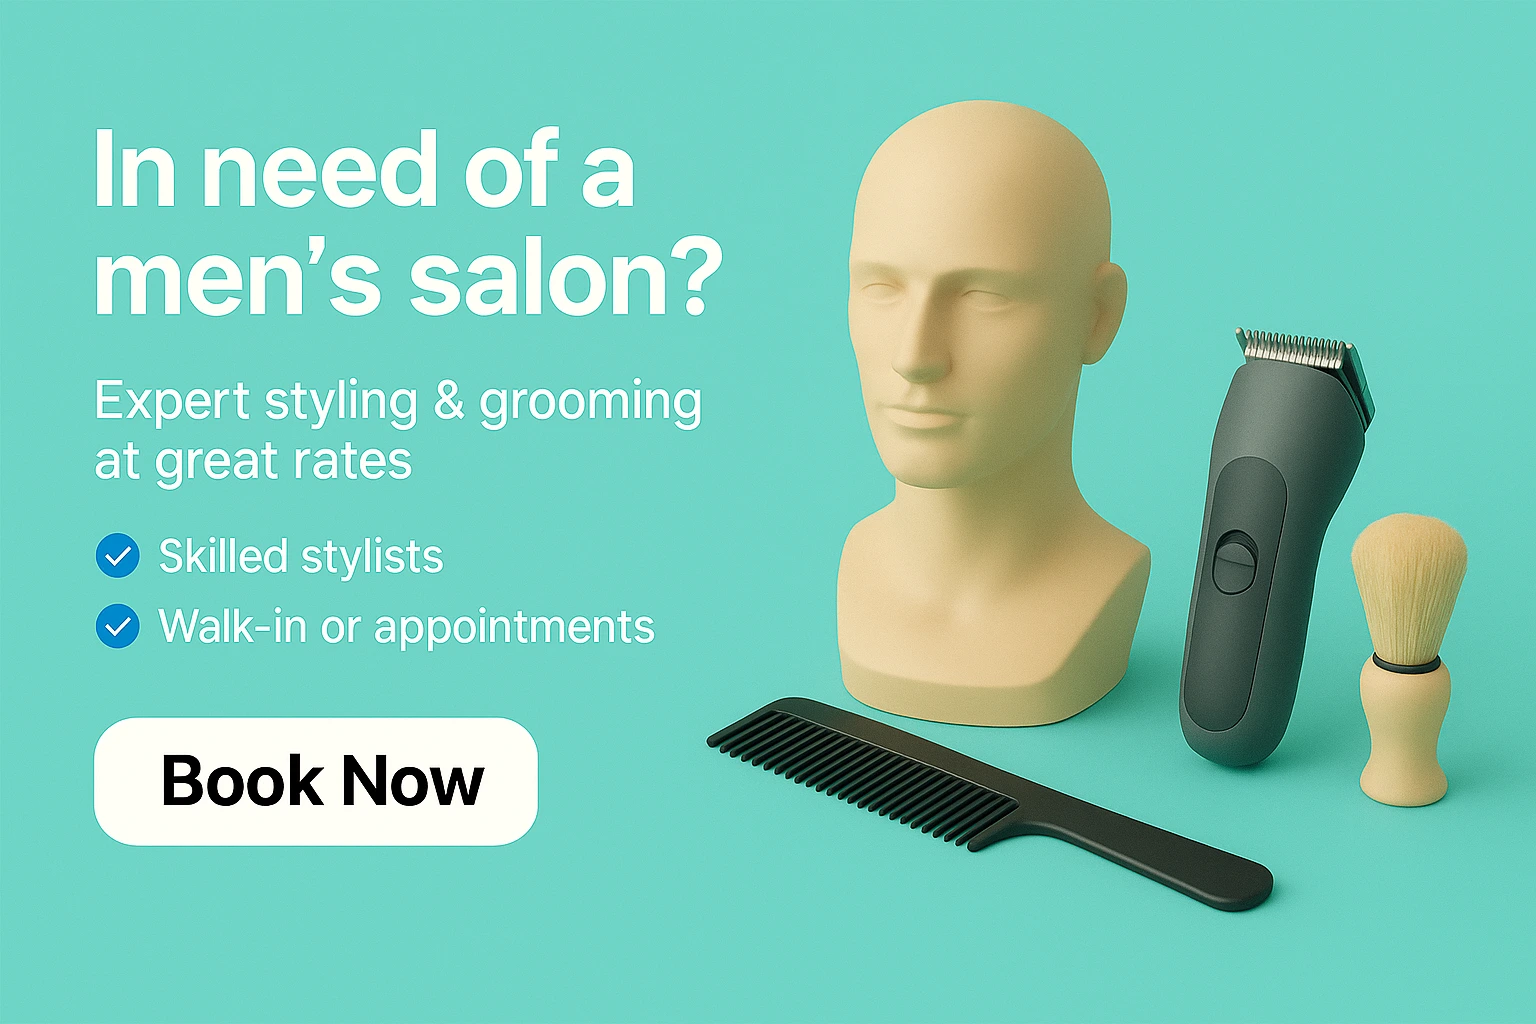 In need of a
men’s salon?
Expert styling & grooming
at great rates
Skilled stylists
Walk-in or appointments
Book Now